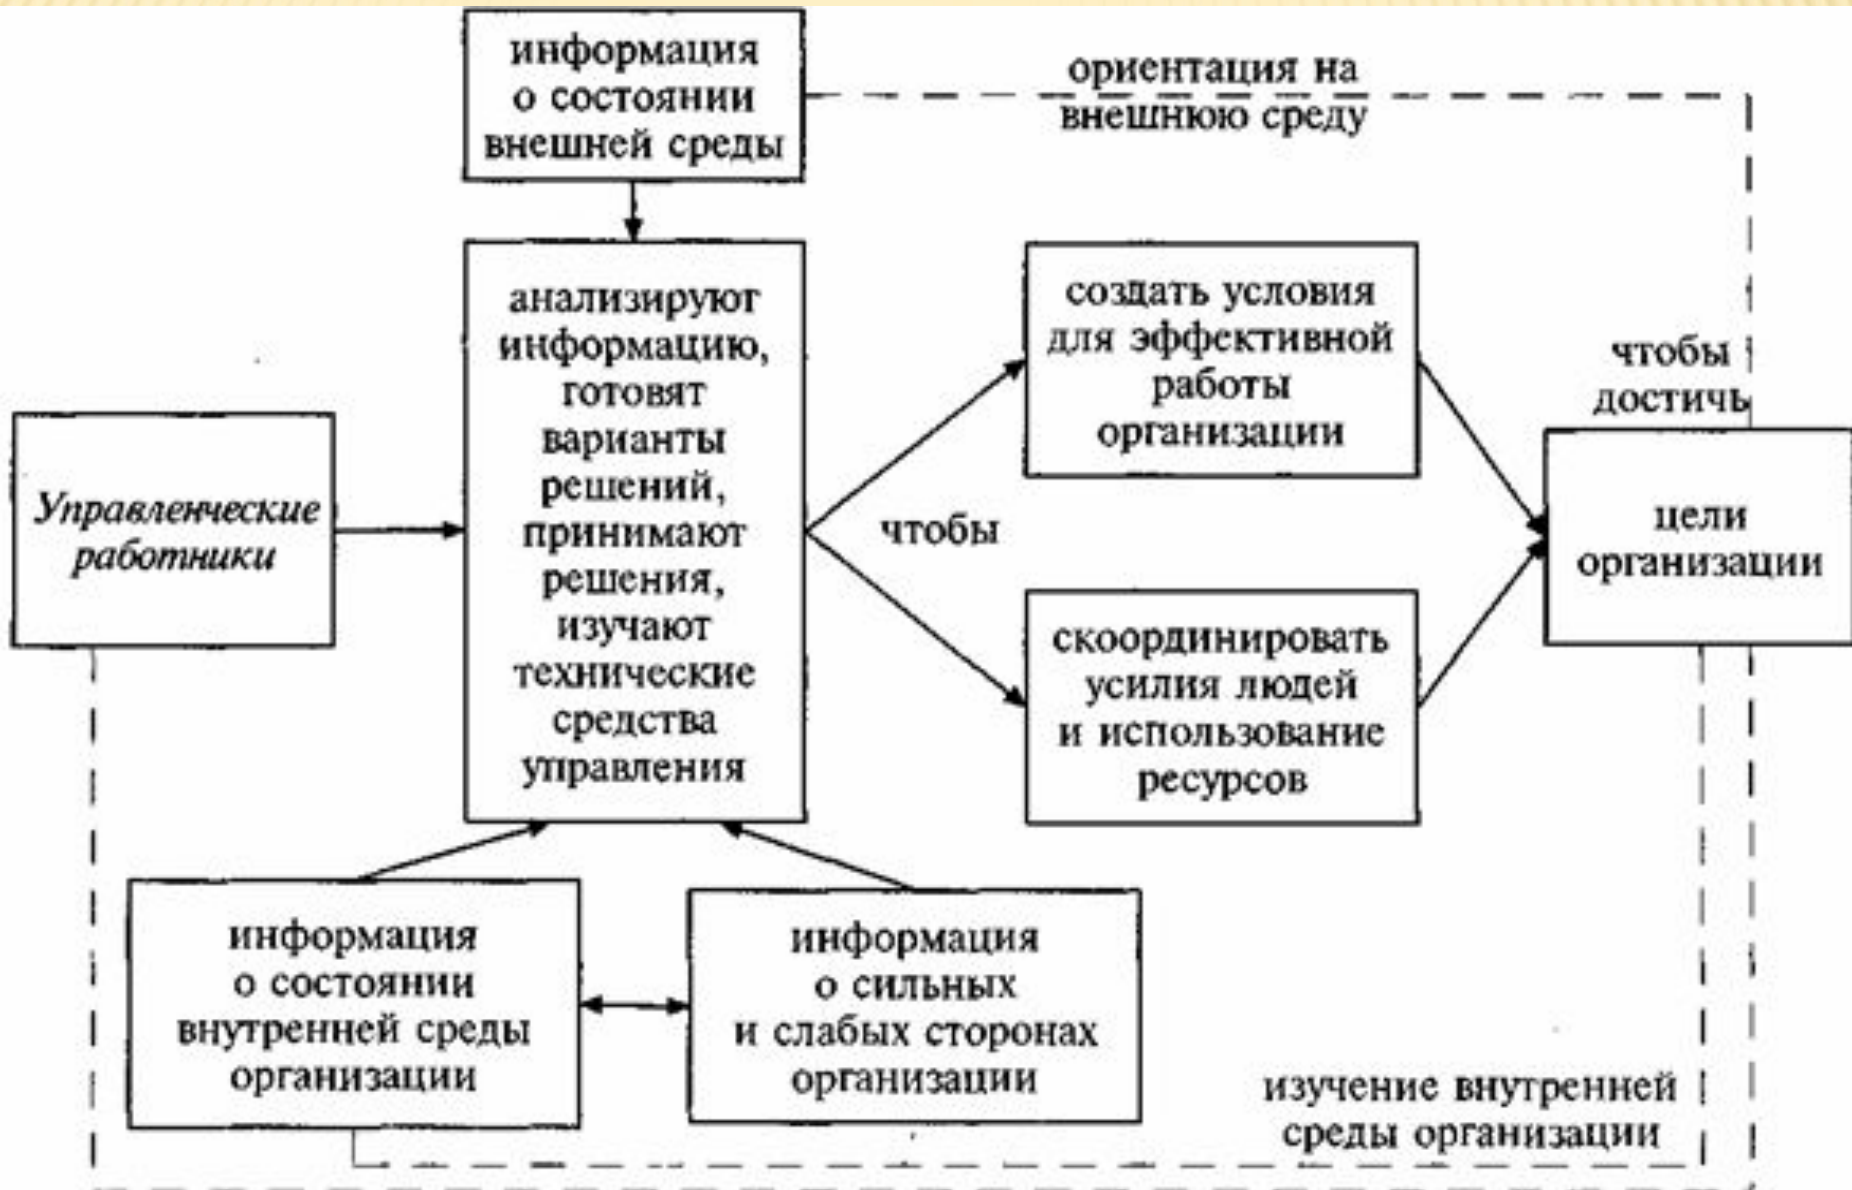 информация
о состоянии
внешней среды
ориентация на
внешнюю среду
анализируют
информацию,
готовят
варианты
решений,
принимают
решения,
изучают
технические
средства
управления
создать условия
для эффективной
работы
организации
чтобы
достичь
Управленческие
работники
чтобы
цели
организации
скоординировать
усилия людей
и использование
ресурсов
информация
о состоянии
внутренней среды
организации
информация
о сильных
и слабых сторонах
организации
изучение внутренней
среды организации